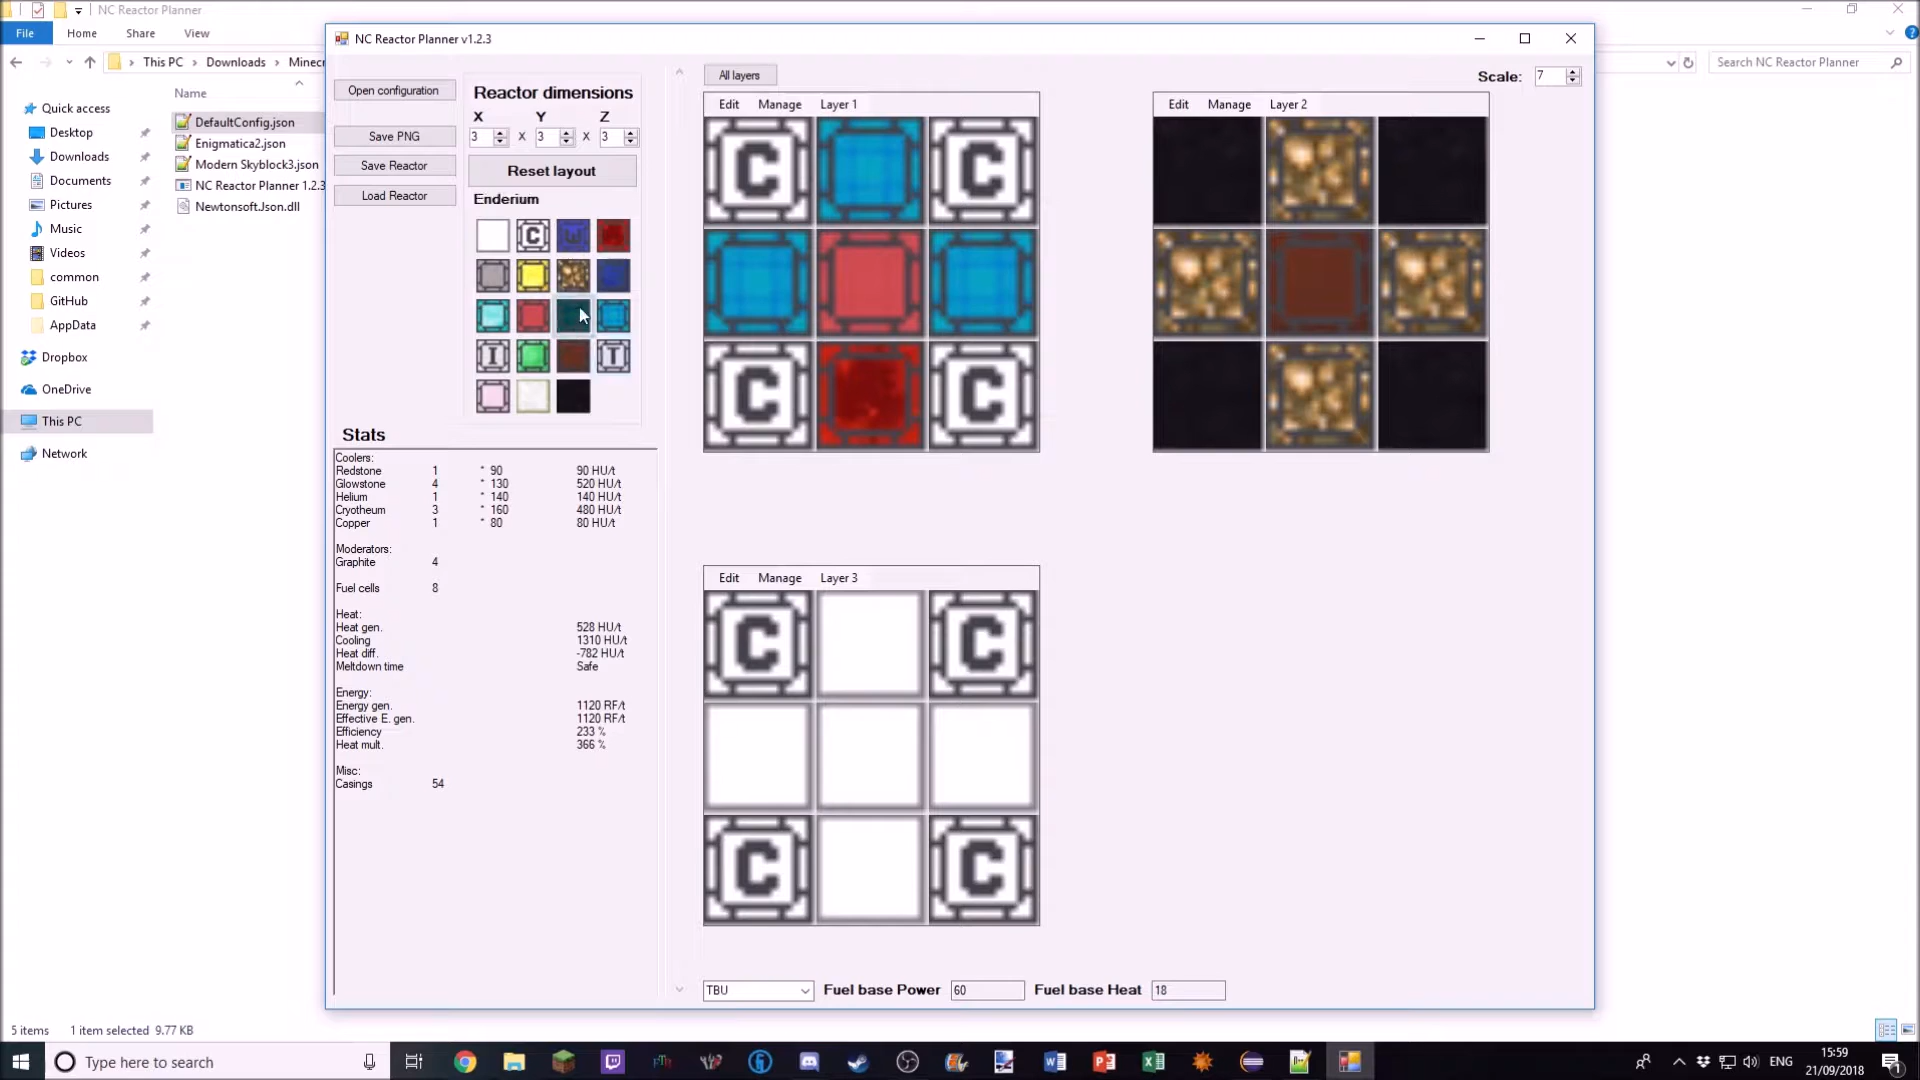 NC Reactor Planner
File
Home
Share
View
This PC
Downloads
Minecr
Search NC Reactor Planner
Quick access
Desktop
Downloads
Documents
Pictures
Music
Videos
common
GitHub
AppData
Dropbox
OneDrive
This PC
Network
Name
DefaultConfig.json
Enigmatica2.json
Modern Skyblock3.json
NC Reactor Planner 1.2.3
Newtonsoft.Json.dll
NC Reactor Planner v1.2.3
Open configuration
Save PNG
Save Reactor
Load Reactor
Reactor dimensions
X Y Z
3 X 3 X 3
Reset layout
Enderium
C W
I T
Stats
Coolers:
Redstone 1 * 90 90 HU/t
Glowstone 4 * 130 520 HU/t
Helium 1 * 140 140 HU/t
Cryotheum 3 * 160 480 HU/t
Copper 1 * 80 80 HU/t
Moderators:
Graphite 4
Fuel cells 8
Heat:
Heat gen. 528 HU/t
Cooling 1310 HU/t
Heat diff. -782 HU/t
Meltdown time Safe
Energy:
Energy gen. 1120 RF/t
Effective E. gen. 1120 RF/t
Efficiency 233 %
Heat mult. 366 %
Misc:
Casings 54
All layers
Scale: 7
Edit Manage Layer 1
C C
C C
Edit Manage Layer 2
Edit Manage Layer 3
C C
C C
TBU Fuel base Power 60 Fuel base Heat 18
5 items 1 item selected 9.77 KB
Type here to search
ENG
15:59
21/09/2018